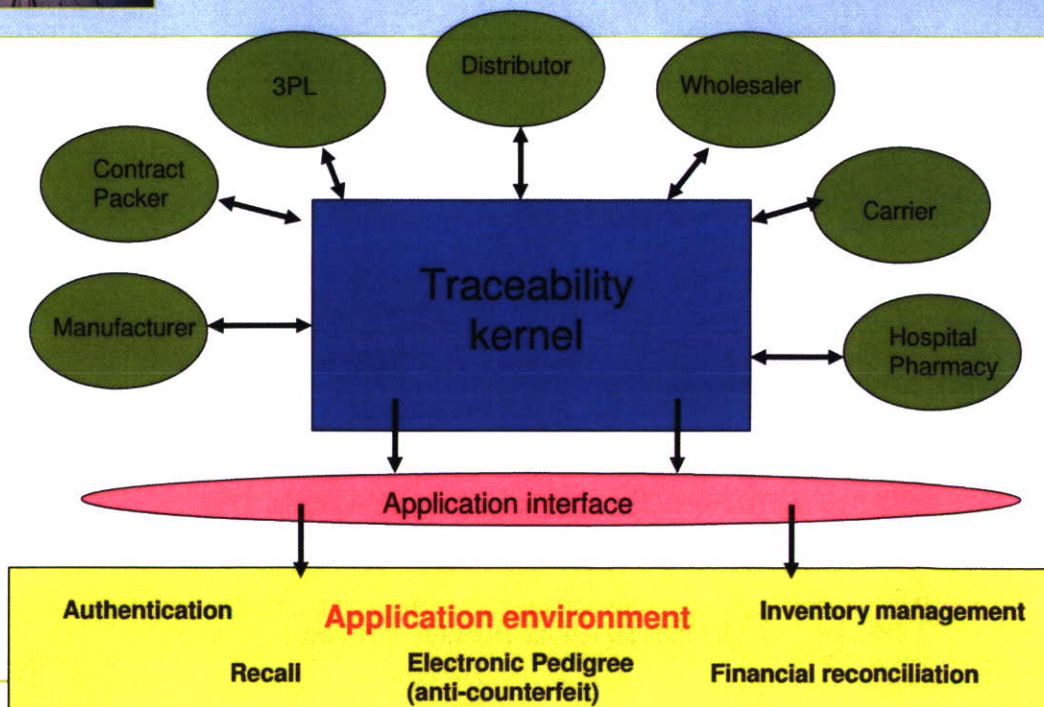 3PL
Distributor
Wholesaler
Contract
Packer
Carrier
Manufacturer
Traceability
kernel
Hospital
Pharmacy
Application interface
Authentication
Application environment
Inventory management
Recall
Electronic Pedigree
(anti-counterfeit)
Financial reconciliation